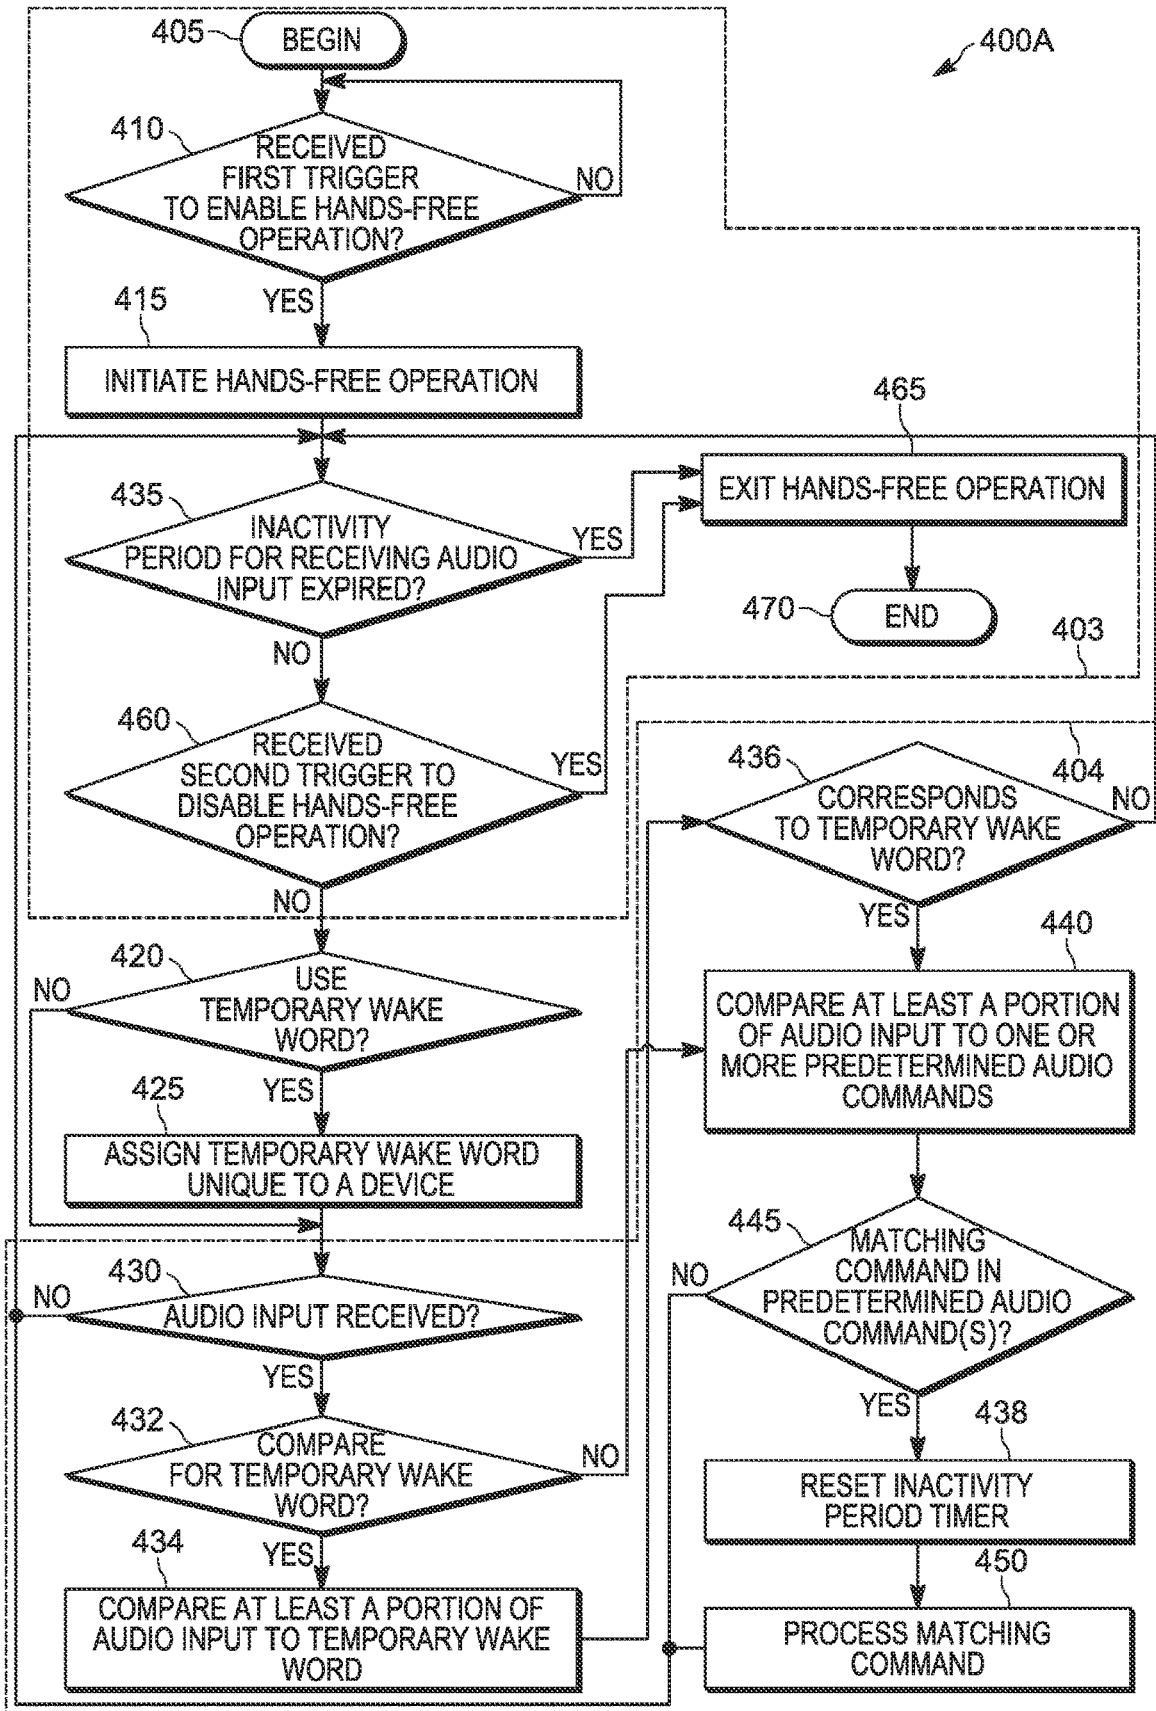 400A
405
BEGIN
410
RECEIVED
FIRST TRIGGER
TO ENABLE HANDS-FREE
OPERATION?
NO
YES
415
INITIATE HANDS-FREE OPERATION
435
INACTIVITY
PERIOD FOR RECEIVING AUDIO
INPUT EXPIRED?
YES
NO
465
EXIT HANDS-FREE OPERATION
470
END
403
460
RECEIVED
SECOND TRIGGER TO
DISABLE HANDS-FREE
OPERATION?
YES
NO
404
420
USE
TEMPORARY WAKE
WORD?
NO
YES
425
ASSIGN TEMPORARY WAKE WORD
UNIQUE TO A DEVICE
430
AUDIO INPUT RECEIVED?
NO
YES
432
COMPARE
FOR TEMPORARY WAKE
WORD?
NO
YES
434
COMPARE AT LEAST A PORTION OF
AUDIO INPUT TO TEMPORARY WAKE
WORD
436
CORRESPONDS
TO TEMPORARY WAKE
WORD?
NO
YES
440
COMPARE AT LEAST A PORTION
OF AUDIO INPUT TO ONE OR
MORE PREDETERMINED AUDIO
COMMANDS
445
MATCHING
COMMAND IN
PREDETERMINED AUDIO
COMMAND(S)?
NO
YES
438
RESET INACTIVITY
PERIOD TIMER
450
PROCESS MATCHING
COMMAND